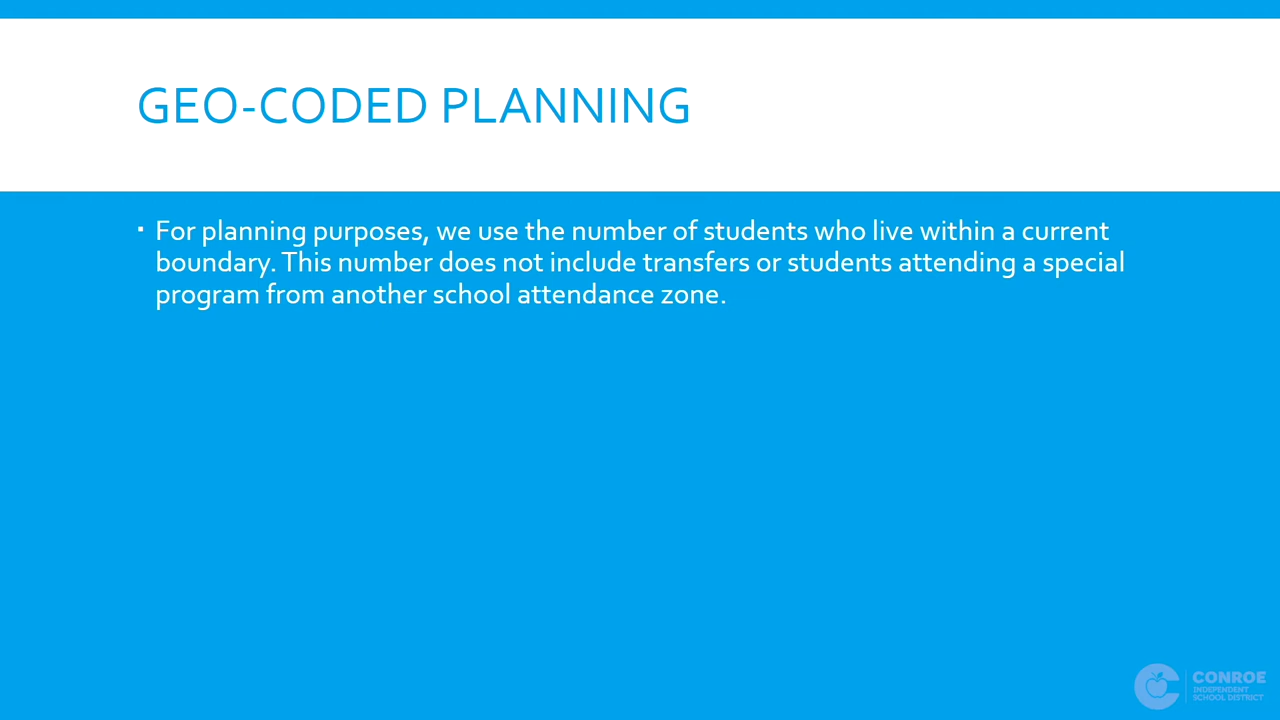 GEO-CODED PLANNING
▪ For planning purposes, we use the number of students who live within a current
boundary. This number does not include transfers or students attending a special
program from another school attendance zone.
CONROE
INDEPENDENT
SCHOOL DISTRICT